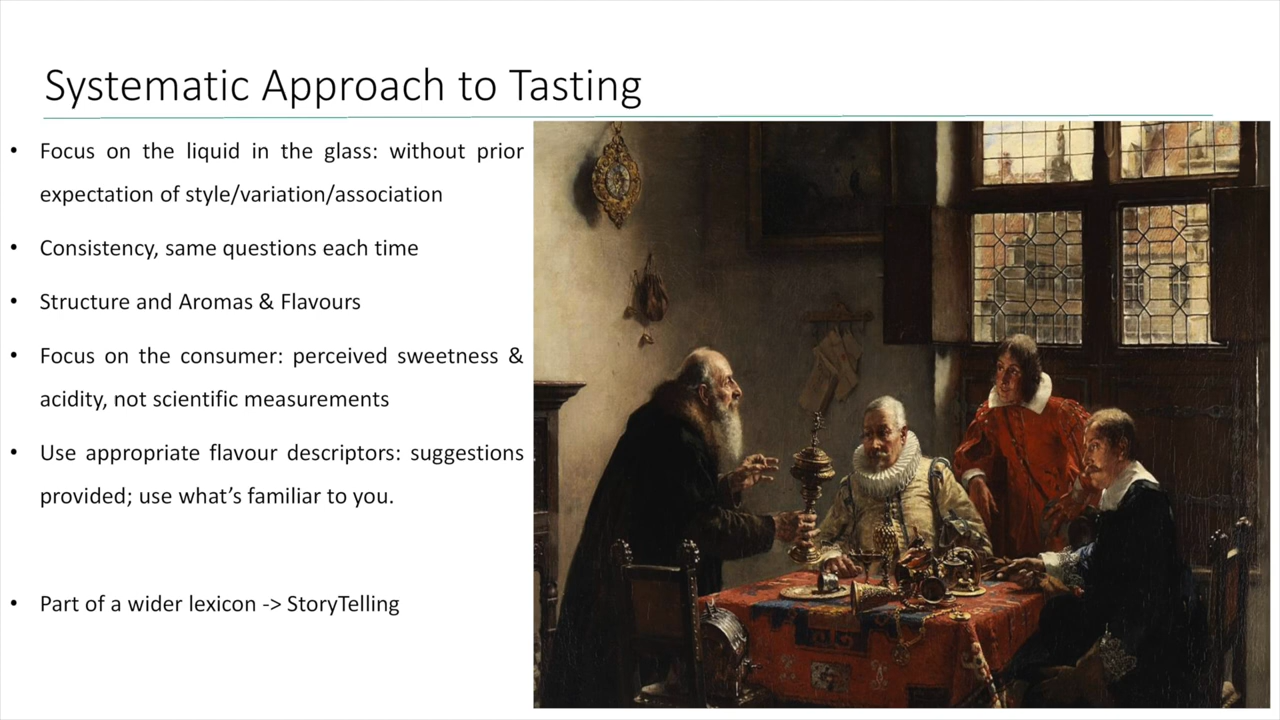 Systematic Approach to Tasting
• Focus on the liquid in the glass: without prior
expectation of style/variation/association
• Consistency, same questions each time
• Structure and Aromas & Flavours
• Focus on the consumer: perceived sweetness &
acidity, not scientific measurements
• Use appropriate flavour descriptors: suggestions
provided; use what’s familiar to you.
• Part of a wider lexicon -> StoryTelling